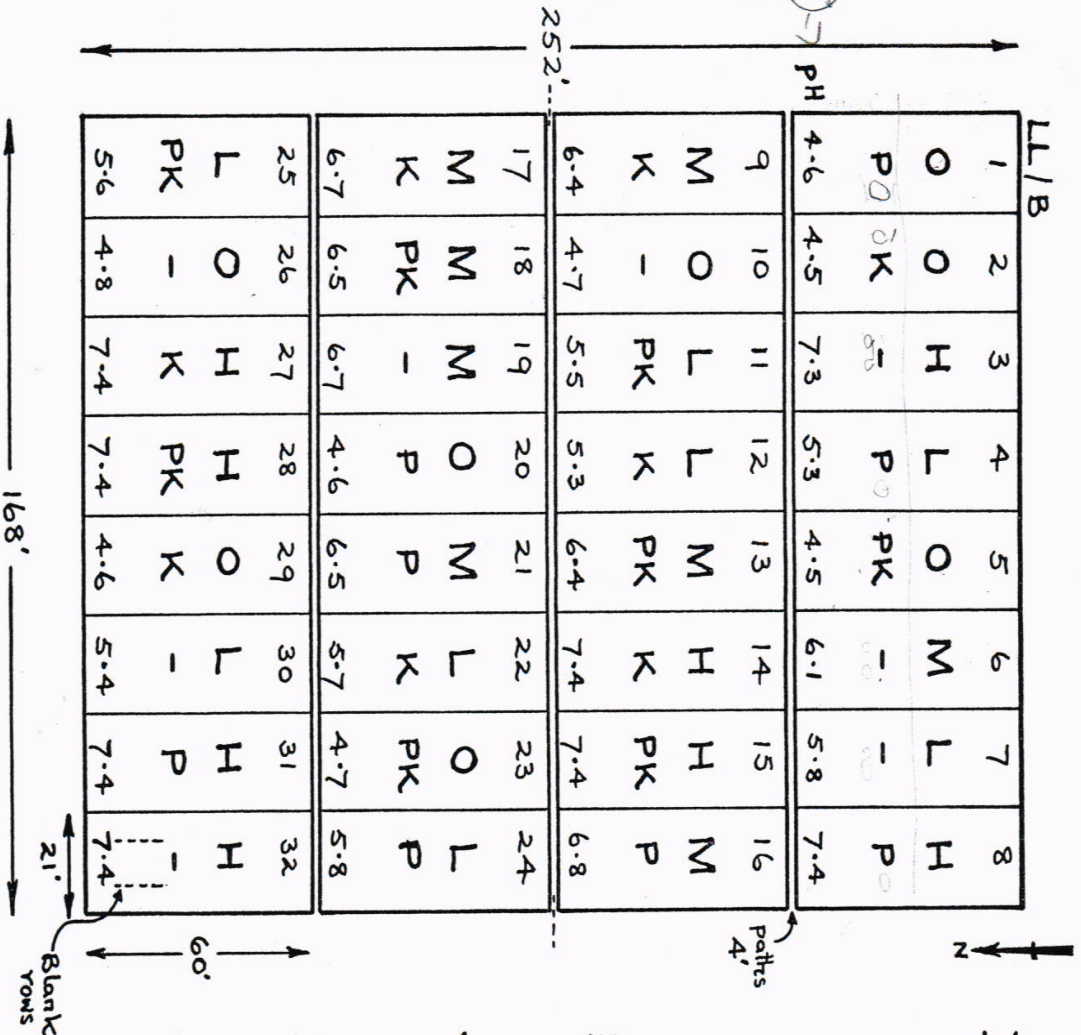 LL/B
1 2 3 4 5 6 7 8
O O H L O M L H
P K - P PK - - P
pH 4.6 4.5 7.3 5.3 4.5 6.1 5.8 7.4
paths
4'
N
9 10 11 12 13 14 15 16
M O L L M H H M
K - PK K PK K PK P
6.4 4.7 5.5 5.3 6.4 7.4 7.4 6.8
252'
17 18 19 20 21 22 23 24
M M M O M L O L
K PK - P P K PK P
6.7 6.5 6.7 4.6 6.5 5.7 4.7 5.8
25 26 27 28 29 30 31 32
L O H H O L H H
PK - K PK K - P -
5.6 4.8 7.4 7.4 4.6 5.4 7.4 7.4
60'
21'
Blank
rows
168'